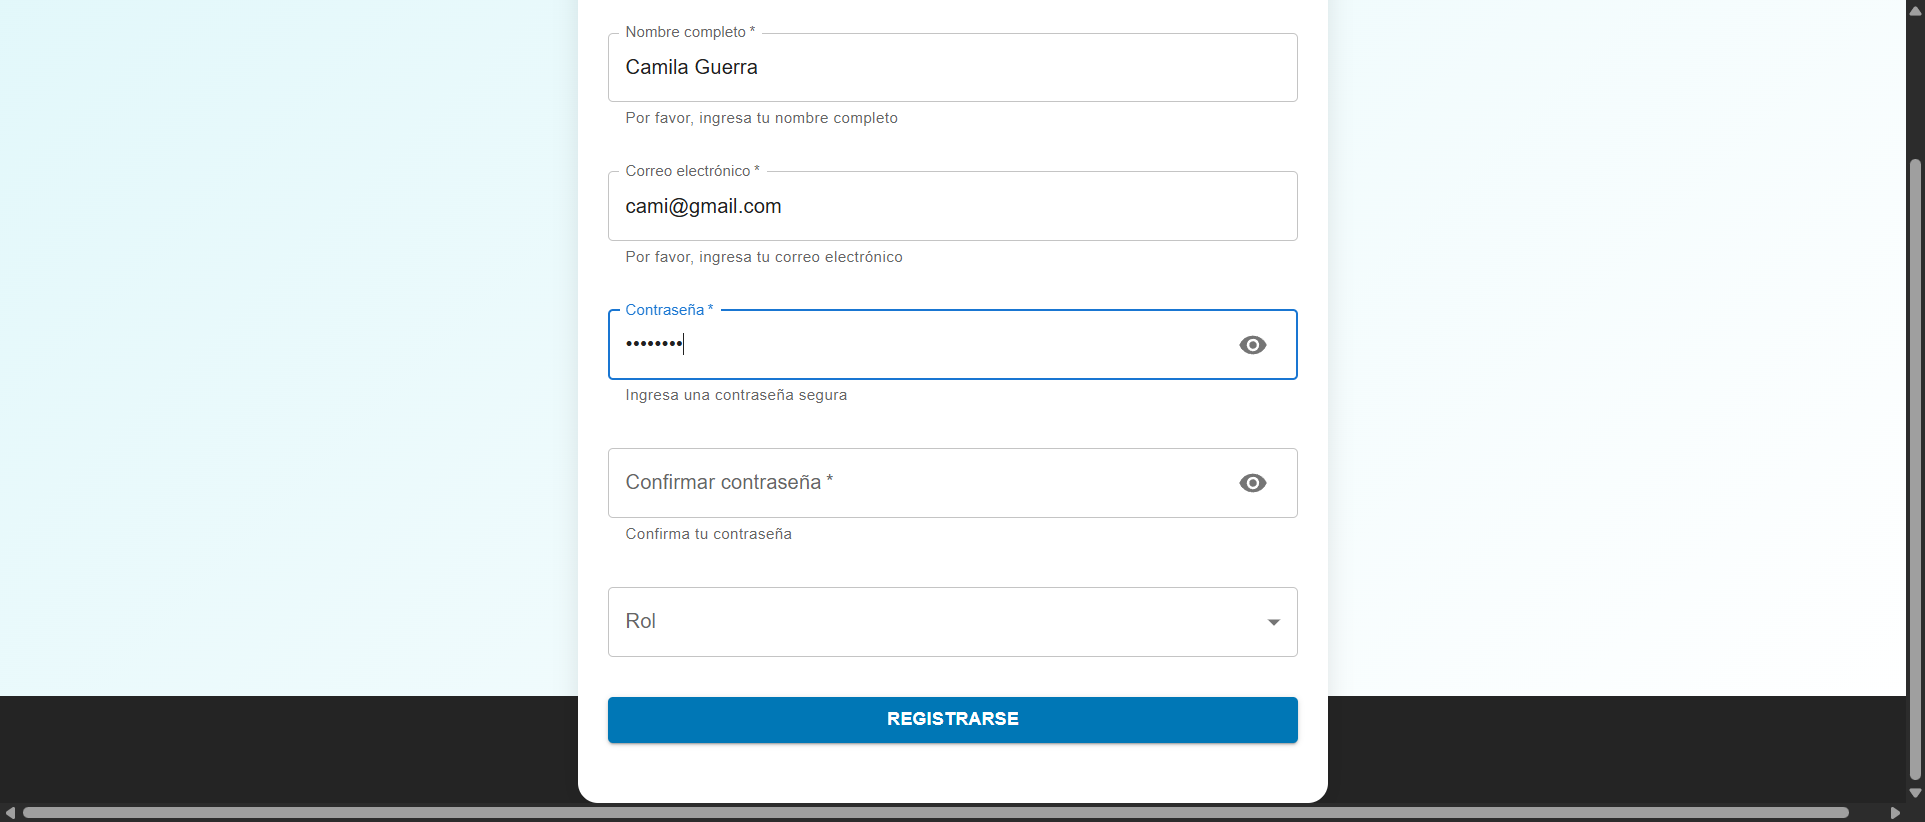 Nombre completo *
Camila Guerra
Por favor, ingresa tu nombre completo
Correo electrónico *
cami@gmail.com
Por favor, ingresa tu correo electrónico
Contraseña *
••••••••
Ingresa una contraseña segura
Confirmar contraseña *
Confirma tu contraseña
Rol
REGISTRARSE